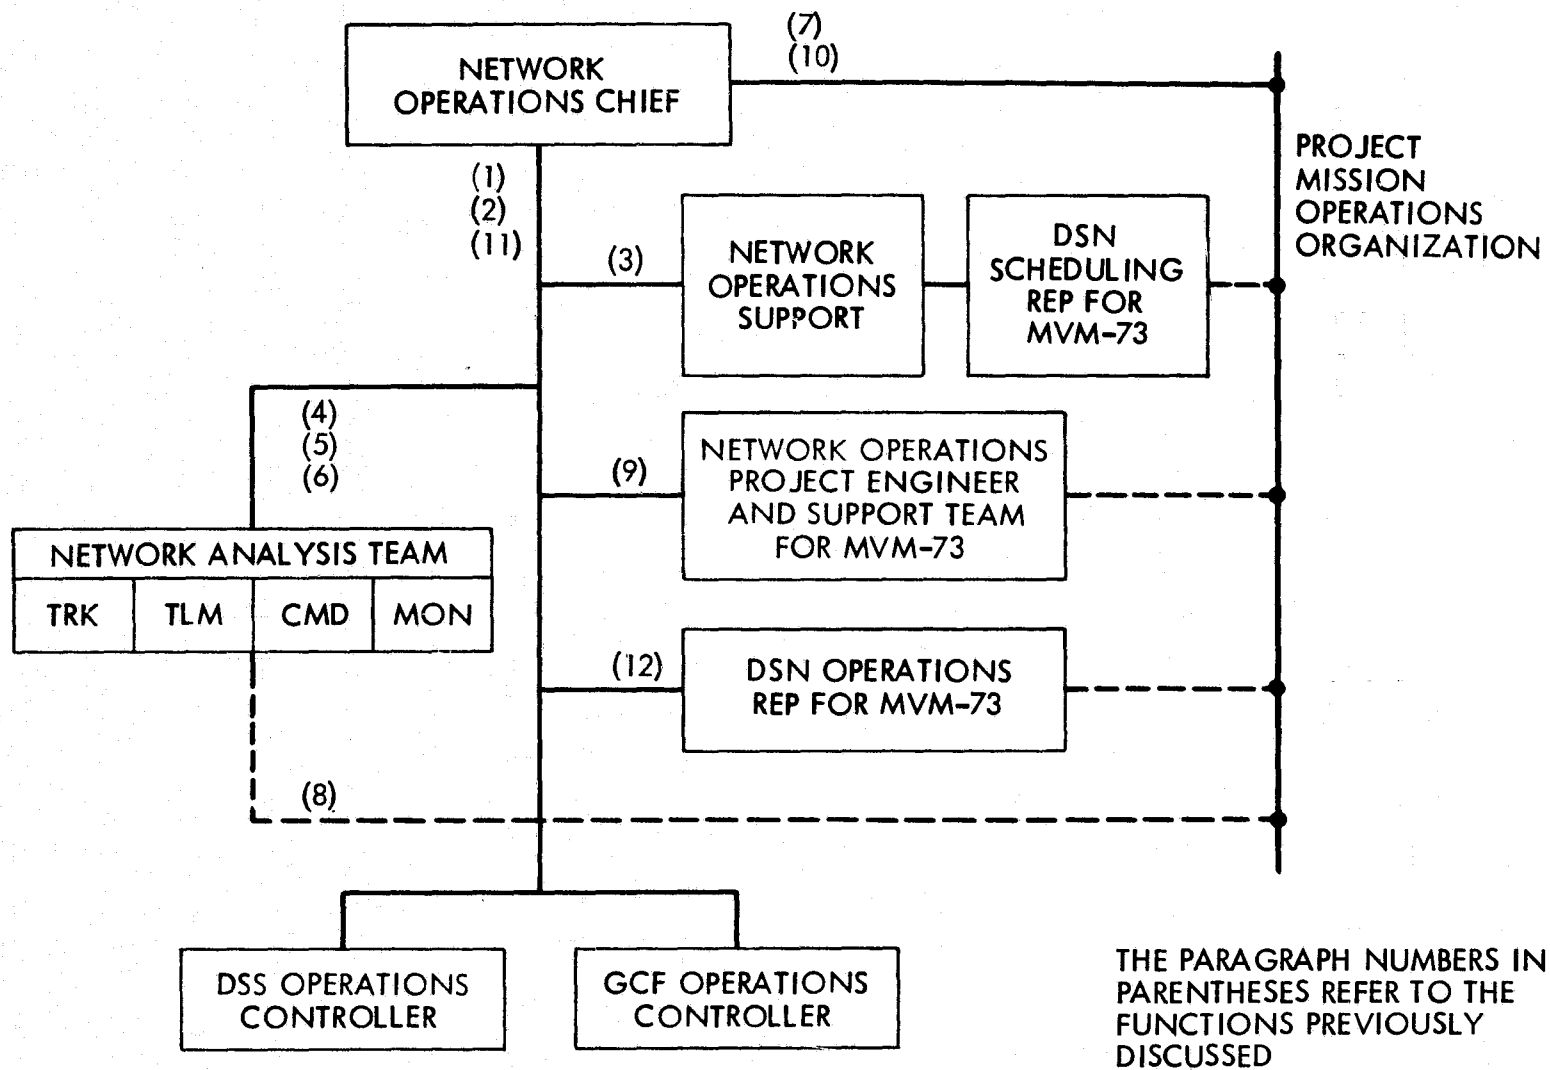 (7)
(10)
NETWORK
OPERATIONS CHIEF
PROJECT
MISSION
OPERATIONS
ORGANIZATION
(1)
(2)
(11)
(3)
NETWORK
OPERATIONS
SUPPORT
DSN
SCHEDULING
REP FOR
MVM-73
(4)
(5)
(6)
(9)
NETWORK OPERATIONS
PROJECT ENGINEER
AND SUPPORT TEAM
FOR MVM-73
NETWORK ANALYSIS TEAM
TRK TLM CMD MON
(12)
DSN OPERATIONS
REP FOR MVM-73
(8)
DSS OPERATIONS
CONTROLLER
GCF OPERATIONS
CONTROLLER
THE PARAGRAPH NUMBERS IN
PARENTHESES REFER TO THE
FUNCTIONS PREVIOUSLY
DISCUSSED